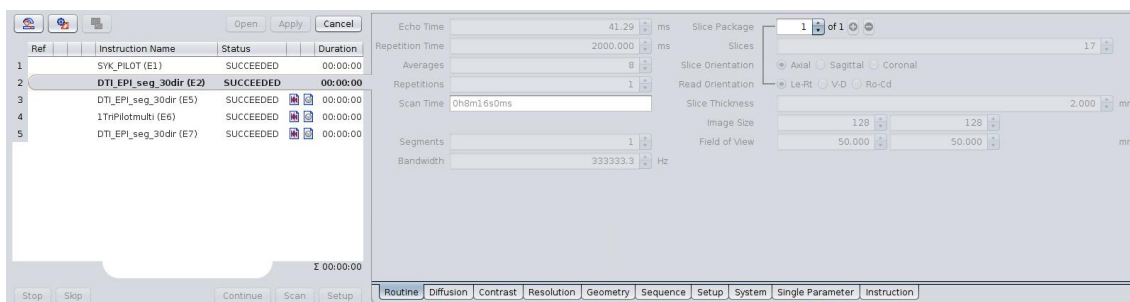 Open Apply Cancel
Ref Instruction Name Status Duration
1 SYK_PILOT (E1) SUCCEEDED 00:00:00
2 DTI_EPI_seg_30dir (E2) SUCCEEDED 00:00:00
3 DTI_EPI_seg_30dir (E5) SUCCEEDED 00:00:00
4 1TriPilotmulti (E6) SUCCEEDED 00:00:00
5 DTI_EPI_seg_30dir (E7) SUCCEEDED 00:00:00
Σ 00:00:00
Stop Skip Continue Scan Setup
Echo Time 41.29 ms
Repetition Time 2000.000 ms
Averages 8
Repetitions 1
Scan Time 0h8m16s0ms
Segments 1
Bandwidth 333333.3 Hz
Slice Package 1 of 1
Slices 17
Slice Orientation Axial Sagittal Coronal
Read Orientation Le-Rt V-D Ro-Cd
Slice Thickness 2.000 mm
Image Size 128 128
Field of View 50.000 50.000 mm
Routine Diffusion Contrast Resolution Geometry Sequence Setup System Single Parameter Instruction